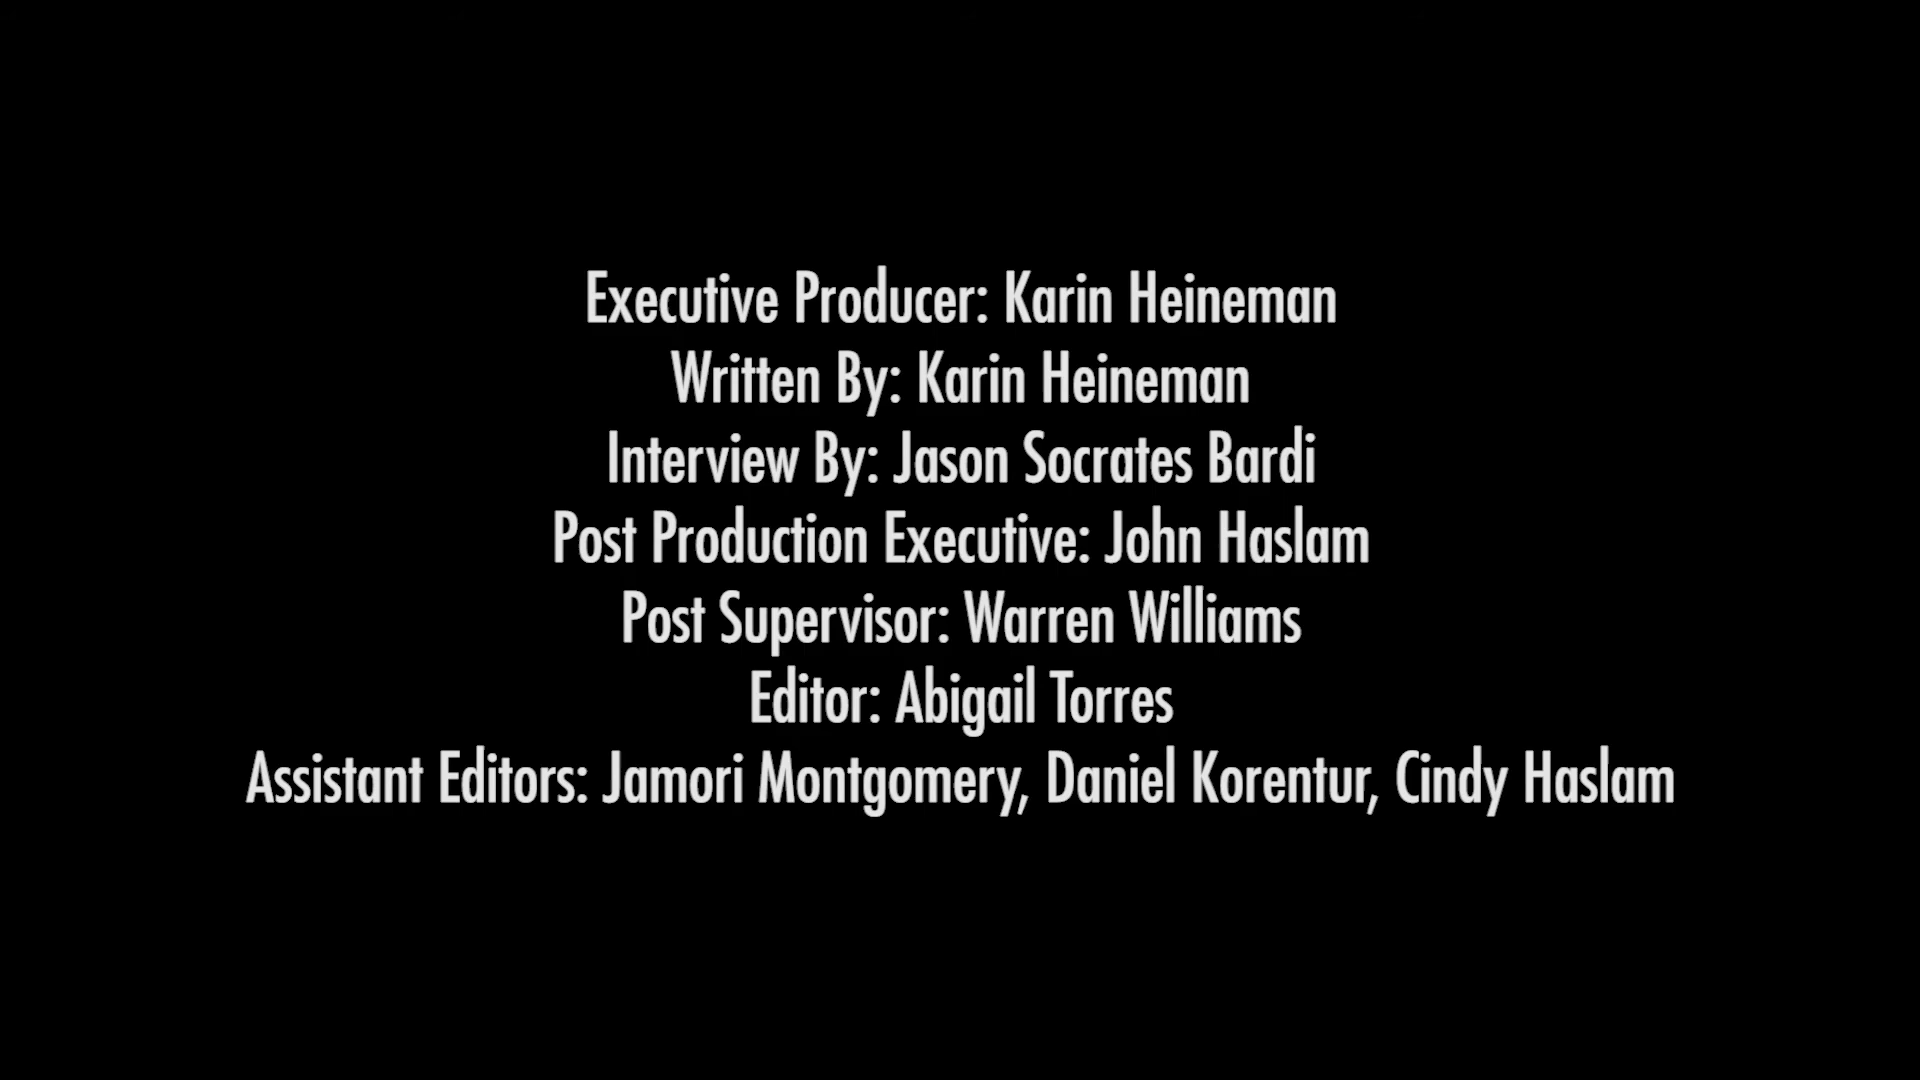 Executive Producer: Karin Heineman
Written By: Karin Heineman
Interview By: Jason Socrates Bardi
Post Production Executive: John Haslam
Post Supervisor: Warren Williams
Editor: Abigail Torres
Assistant Editors: Jamori Montgomery, Daniel Korentur, Cindy Haslam